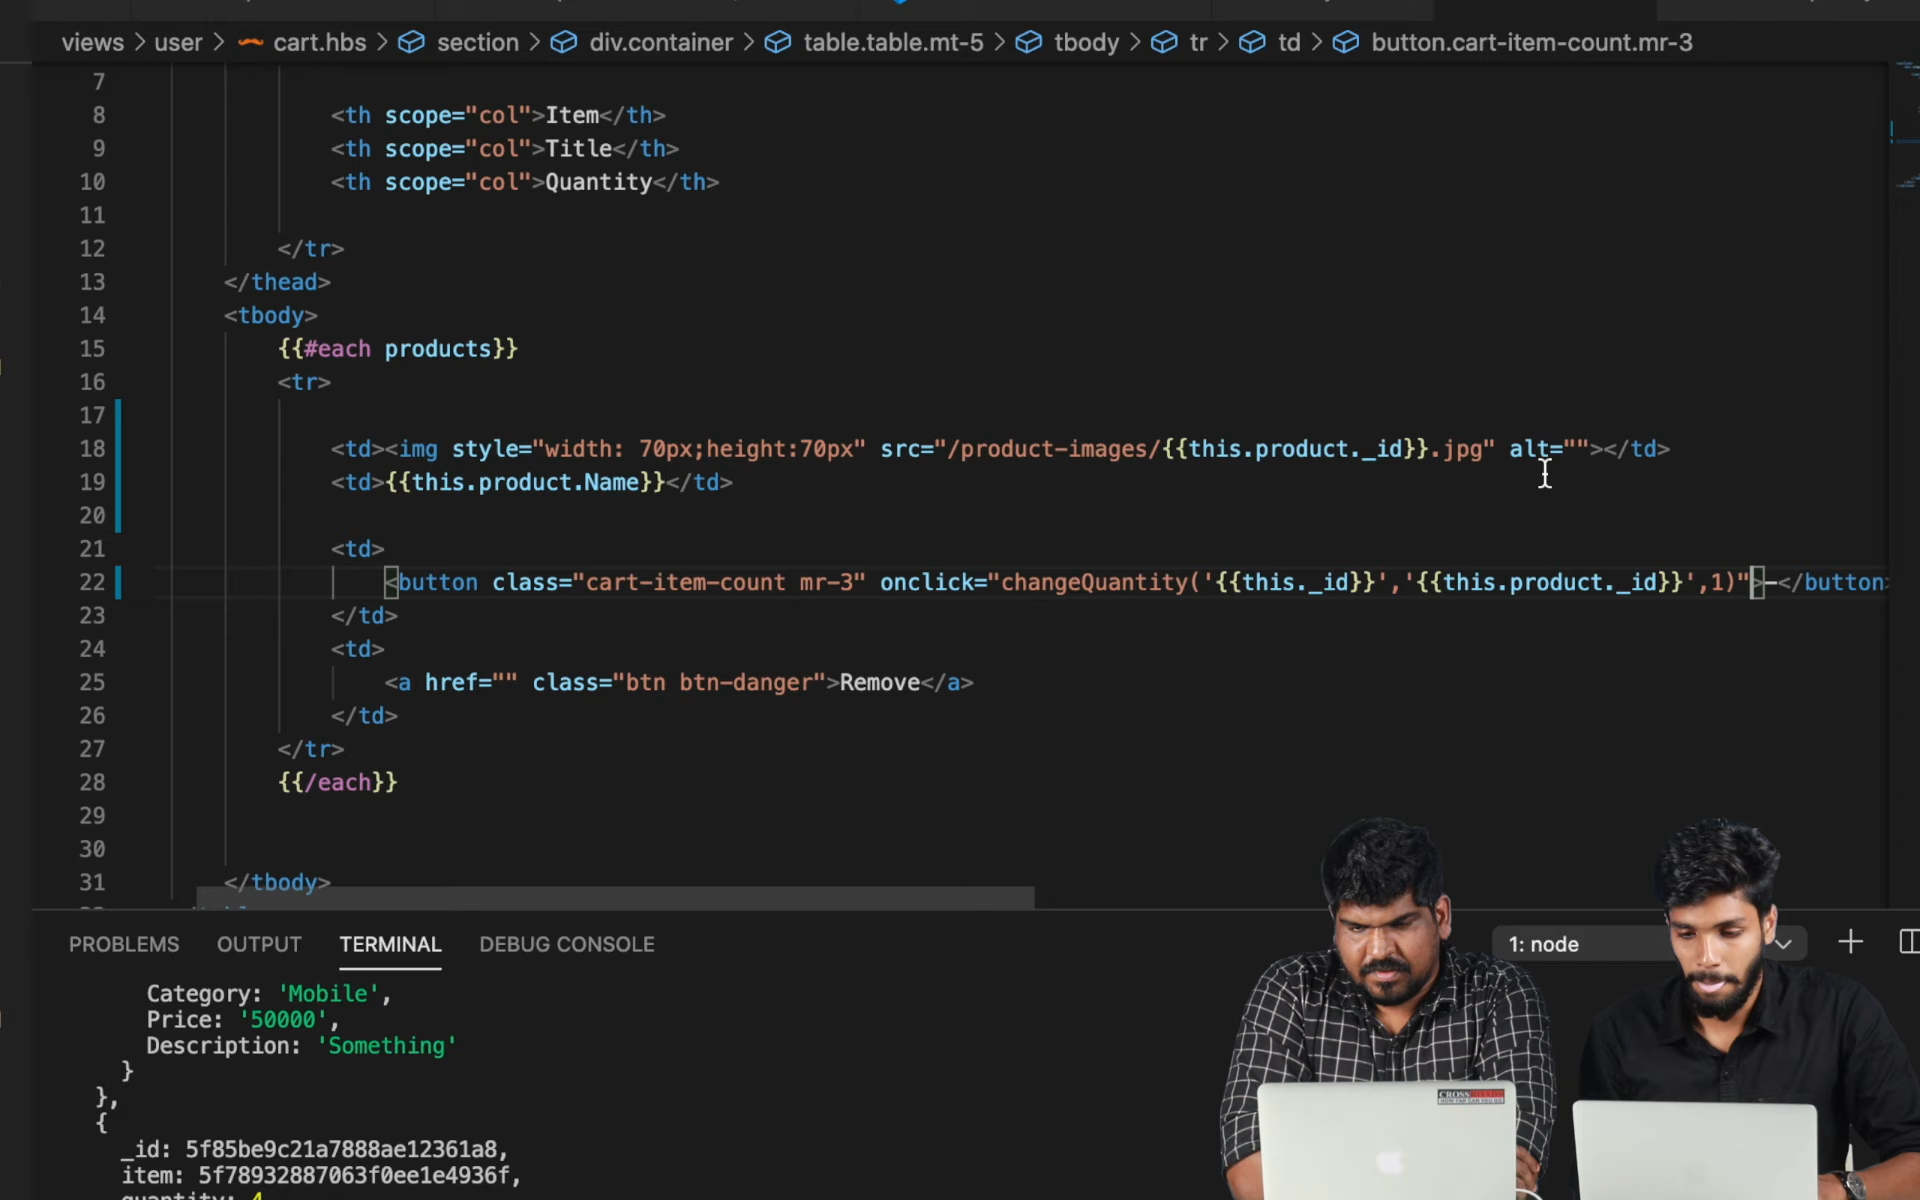 views > user > cart.hbs > section > div.container > table.table.mt-5 > tbody > tr > td > button.cart-item-count.mr-3
7
8 <th scope="col">Item</th>
9 <th scope="col">Title</th>
10 <th scope="col">Quantity</th>
11
12 </tr>
13 </thead>
14 <tbody>
15 {{#each products}}
16 <tr>
17
18 <td><img style="width: 70px;height:70px" src="/product-images/{{this.product._id}}.jpg" alt=""></td>
19 <td>{{this.product.Name}}</td>
20
21 <td>
22 <button class="cart-item-count mr-3" onclick="changeQuantity('{{this._id}}','{{this.product._id}}',1)">-</button>
23 </td>
24 <td>
25 <a href="" class="btn btn-danger">Remove</a>
26 </td>
27 </tr>
28 {{/each}}
29
30
31 </tbody>
PROBLEMS OUTPUT TERMINAL DEBUG CONSOLE 1: node
Category: 'Mobile',
Price: '50000',
Description: 'Something'
}
},
{
_id: 5f85be9c21a7888ae12361a8,
item: 5f78932887063f0ee1e4936f,
quantity: 4